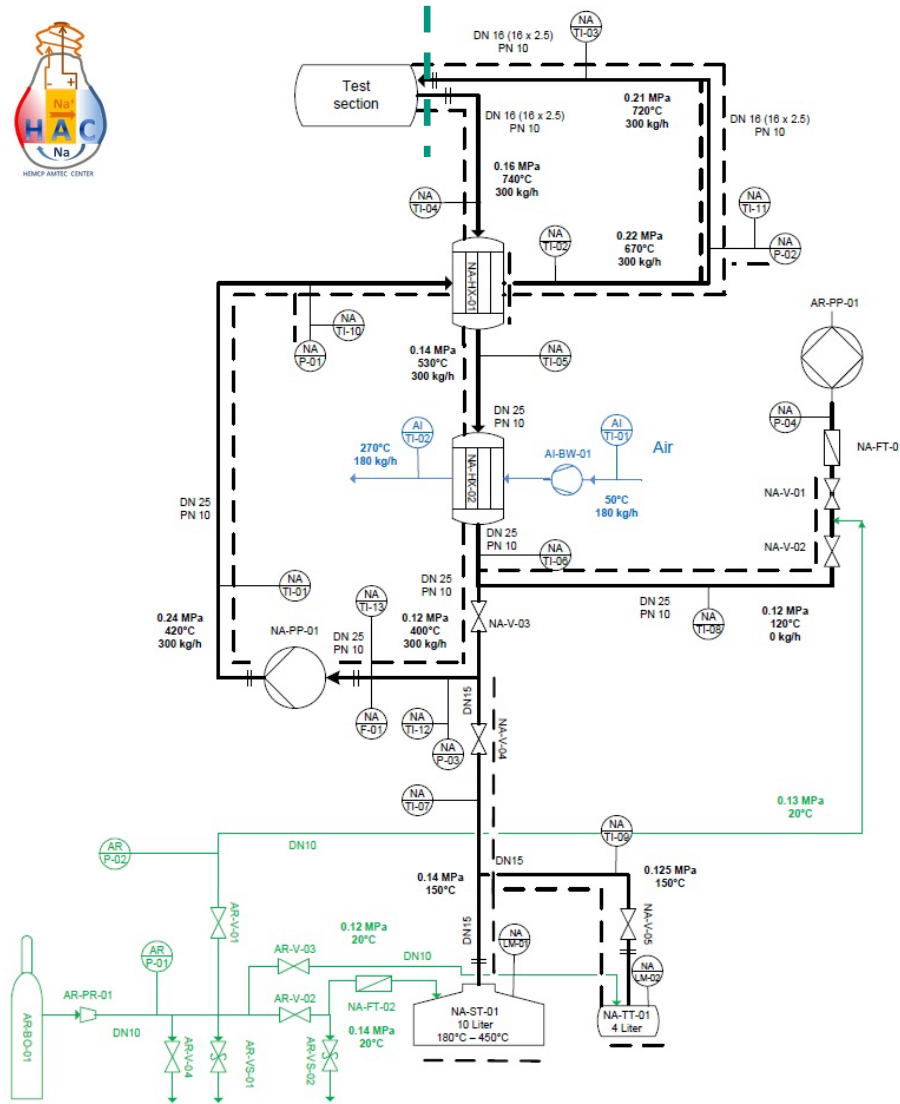 Na⁺
HAC
Na
HEMCP AMTEC CENTER
DN 16 (16 x 2.5)
PN 10
NA
TI-03
Test
section
0.21 MPa
720°C
300 kg/h
DN 16 (16 x 2.5)
PN 10
DN 16 (16 x 2.5)
PN 10
0.16 MPa
740°C
300 kg/h
NA
TI-04
NA
TI-02
0.22 MPa
670°C
300 kg/h
NA
TI-11
NA
P-02
NA-HX-01
NA
TI-10
NA
P-01
AR-PP-01
0.14 MPa
530°C
300 kg/h
NA
TI-05
NA
P-04
NA-FT-0
DN 25
PN 10
AI
TI-02
270°C
180 kg/h
NA-HX-02
AI-BW-01
AI
TI-01
Air
50°C
180 kg/h
NA-V-01
NA-V-02
DN 25
PN 10
DN 25
PN 10
NA
TI-06
NA
TI-01
NA
TI-13
DN 25
PN 10
0.24 MPa
420°C
300 kg/h
NA-PP-01
DN 25
PN 10
0.12 MPa
400°C
300 kg/h
NA-V-03
DN 25
PN 10
NA
TI-08
0.12 MPa
120°C
0 kg/h
NA
F-01
NA
TI-12
NA
P-03
DN15
NA-V-04
NA
TI-07
0.13 MPa
20°C
AR
P-02
DN10
NA
TI-09
DN15
0.14 MPa
150°C
0.125 MPa
150°C
AR-V-01
NA-V-05
DN15
NA
LM-01
0.12 MPa
20°C
AR
P-01
AR-V-03
DN10
NA
LM-02
AR-PR-01
AR-V-02
NA-FT-02
DN10
0.14 MPa
20°C
NA-ST-01
10 Liter
180°C – 450°C
NA-TT-01
4 Liter
AR-BO-01
AR-V-04
AR-VS-01
AR-VS-02